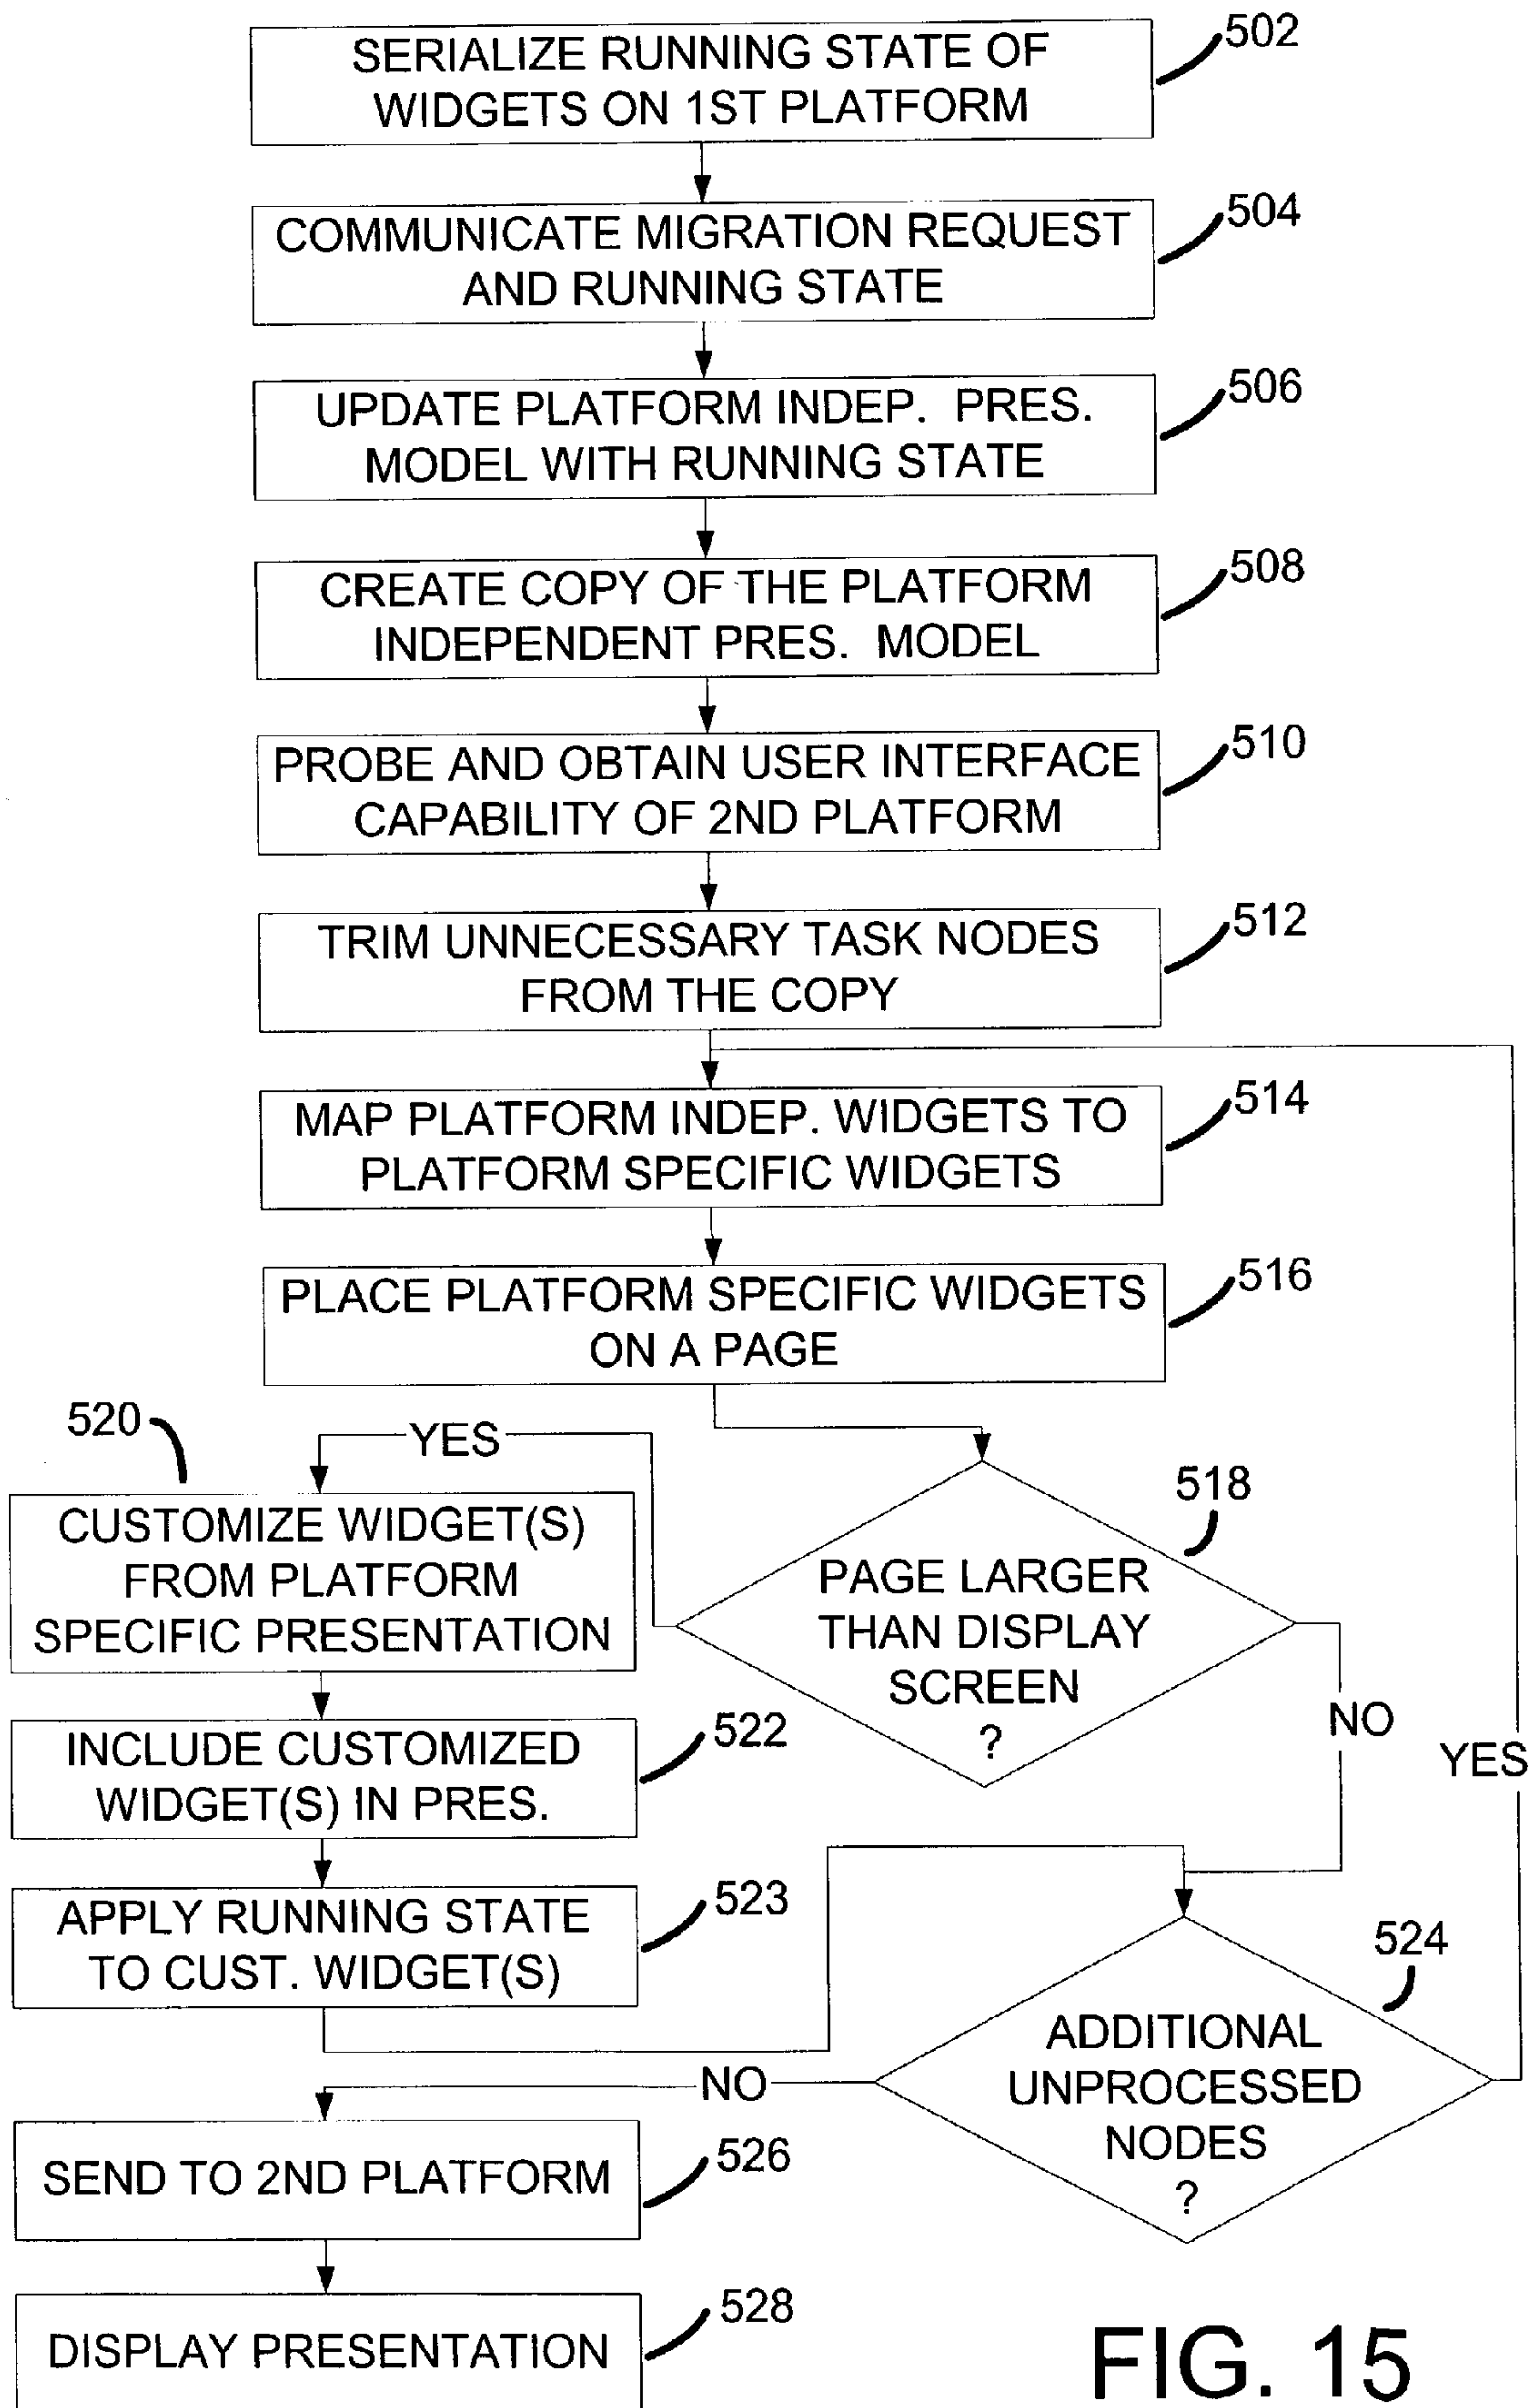 SERIALIZE RUNNING STATE OF
WIDGETS ON 1ST PLATFORM
502
COMMUNICATE MIGRATION REQUEST
AND RUNNING STATE
504
UPDATE PLATFORM INDEP. PRES.
MODEL WITH RUNNING STATE
506
CREATE COPY OF THE PLATFORM
INDEPENDENT PRES. MODEL
508
PROBE AND OBTAIN USER INTERFACE
CAPABILITY OF 2ND PLATFORM
510
TRIM UNNECESSARY TASK NODES
FROM THE COPY
512
MAP PLATFORM INDEP. WIDGETS TO
PLATFORM SPECIFIC WIDGETS
514
PLACE PLATFORM SPECIFIC WIDGETS
ON A PAGE
516
PAGE LARGER
THAN DISPLAY
SCREEN
?
518
YES
NO
520
CUSTOMIZE WIDGET(S)
FROM PLATFORM
SPECIFIC PRESENTATION
INCLUDE CUSTOMIZED
WIDGET(S) IN PRES.
522
APPLY RUNNING STATE
TO CUST. WIDGET(S)
523
ADDITIONAL
UNPROCESSED
NODES
?
524
YES
NO
SEND TO 2ND PLATFORM
526
DISPLAY PRESENTATION
528
FIG. 15